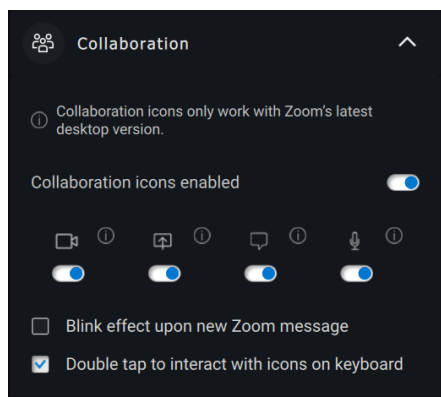 Collaboration
Collaboration icons only work with Zoom's latest
desktop version.
Collaboration icons enabled
Blink effect upon new Zoom message
Double tap to interact with icons on keyboard